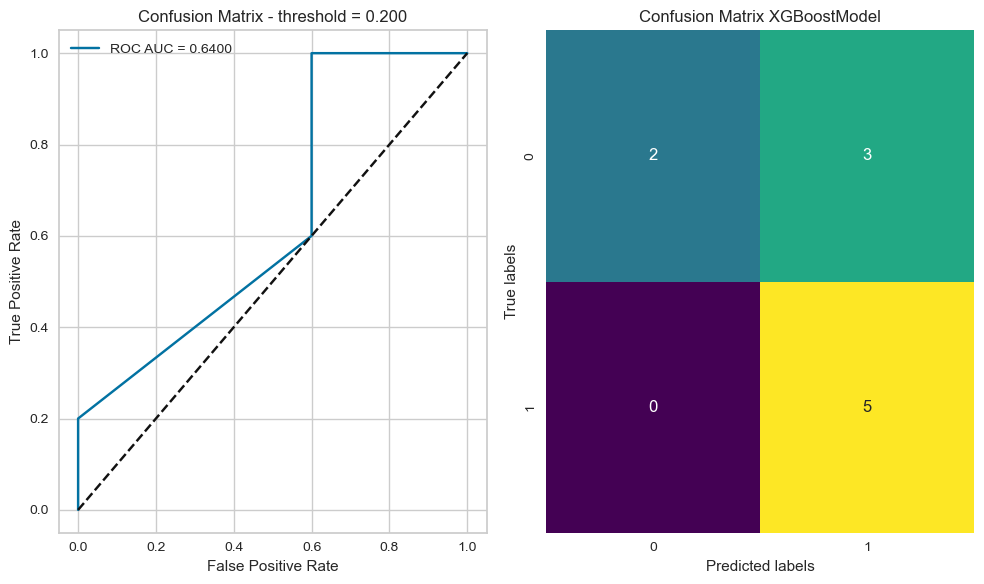 Confusion Matrix - threshold = 0.200
ROC AUC = 0.6400
1.0
0.8
0.6
0.4
0.2
0.0
True Positive Rate
0.0 0.2 0.4 0.6 0.8 1.0
False Positive Rate
Confusion Matrix XGBoostModel
0
1
True labels
2 3
0 5
0 1
Predicted labels